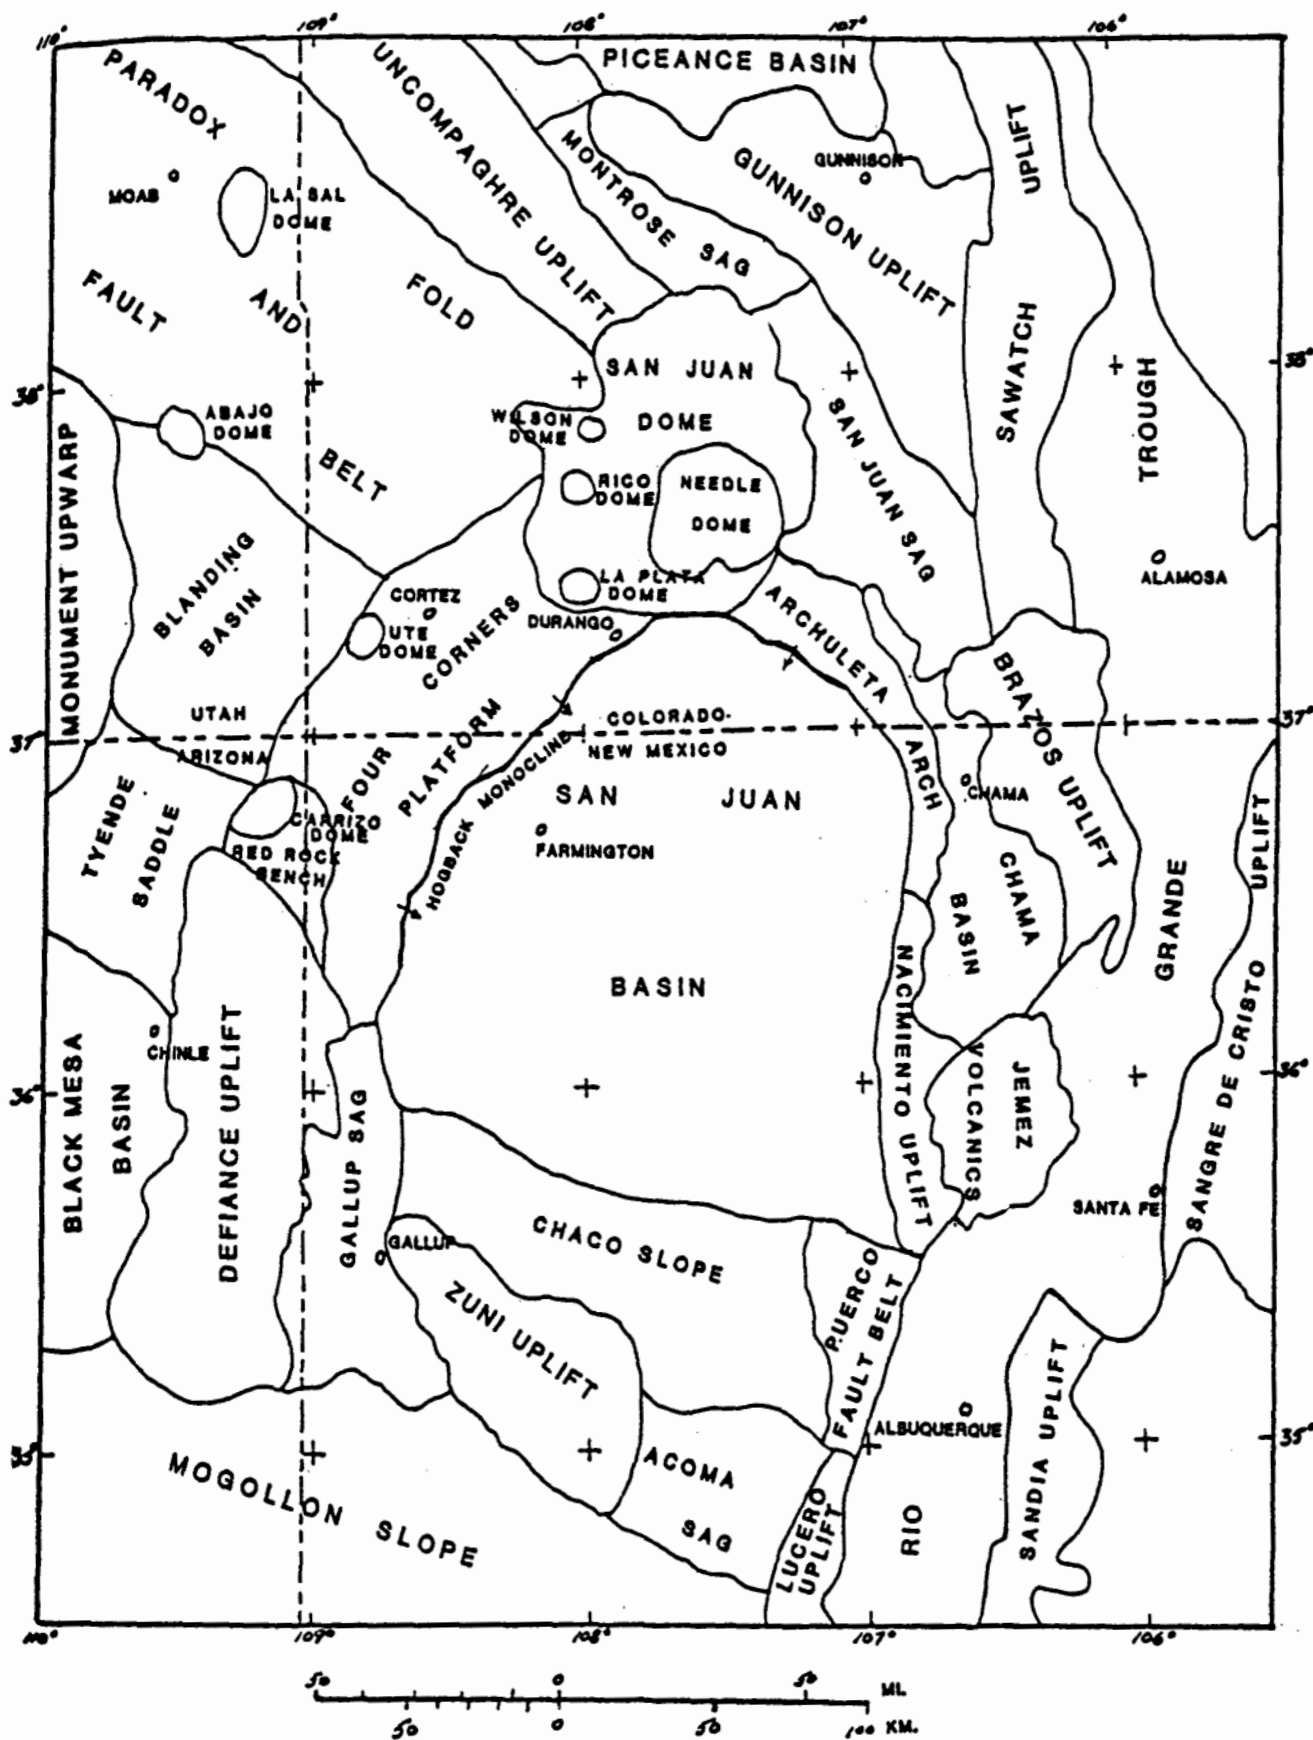 110°
109°
108°
107°
106°
PARADOX
FAULT AND FOLD
BELT
UNCOMPAGHRE UPLIFT
PICEANCE BASIN
MONTROSE SAG
GUNNISON
GUNNISON UPLIFT
SAWATCH UPLIFT
MOAB
LA SAL
DOME
38°
38°
SAN JUAN
DOME
WILSON
DOME
RICO
DOME
NEEDLE
DOME
LA PLATA
DOME
SAN JUAN SAG
TROUGH
ALAMOSA
ABAJO
DOME
MONUMENT UPWARP
BLANDING
BASIN
CORTEZ
UTE
DOME
CORNERS
DURANGO
ARCHULETA
ARCH
BRAZOS UPLIFT
UTAH
ARIZONA
COLORADO
NEW MEXICO
37°
37°
FOUR
PLATFORM
HOGBACK MONOCLINE
SAN JUAN
BASIN
FARMINGTON
CHAMA
CHAMA
BASIN
TYENDE
SADDLE
CARRIZO
DOME
RED ROCK
BENCH
NACIMIENTO UPLIFT
GRANDE
SANGRE DE CRISTO UPLIFT
BLACK MESA
BASIN
CHINLE
DEFIANCE UPLIFT
GALLUP SAG
36°
36°
JEMEZ
VOLCANICS
SANTA FE
CHACO SLOPE
GALLUP
ZUNI UPLIFT
PUERCO
FAULT BELT
ALBUQUERQUE
SANDIA UPLIFT
RIO
35°
35°
MOGOLLON SLOPE
ACOMA
SAG
LUCERO
UPLIFT
110°
109°
108°
107°
106°
50 0 50 MI.
50 0 50 100 KM.